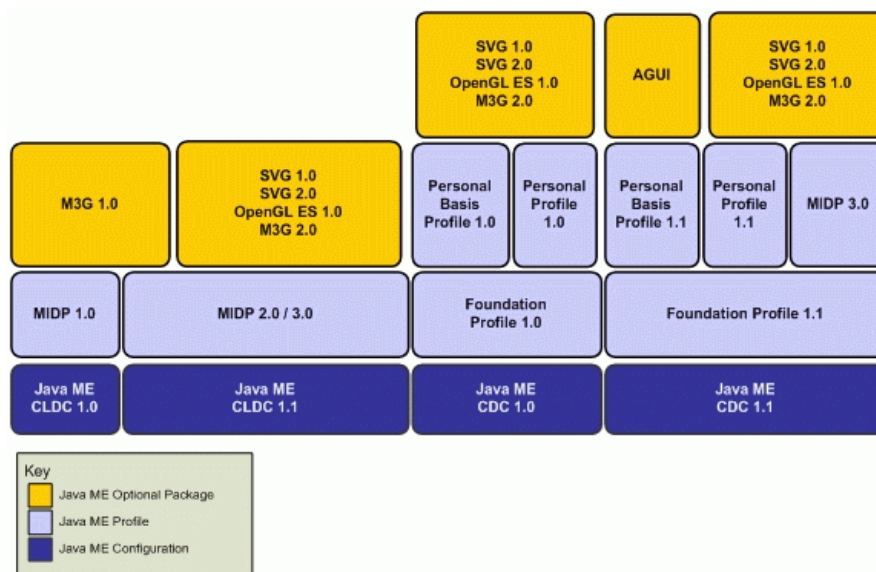 SVG 1.0
SVG 2.0
OpenGL ES 1.0
M3G 2.0
AGUI
SVG 1.0
SVG 2.0
OpenGL ES 1.0
M3G 2.0
M3G 1.0
SVG 1.0
SVG 2.0
OpenGL ES 1.0
M3G 2.0
Personal
Basis
Profile 1.0
Personal
Profile
1.0
Personal
Basis
Profile 1.1
Personal
Profile
1.1
MIDP 3.0
MIDP 1.0
MIDP 2.0 / 3.0
Foundation
Profile 1.0
Foundation Profile 1.1
Java ME
CLDC 1.0
Java ME
CLDC 1.1
Java ME
CDC 1.0
Java ME
CDC 1.1
Key
Java ME Optional Package
Java ME Profile
Java ME Configuration